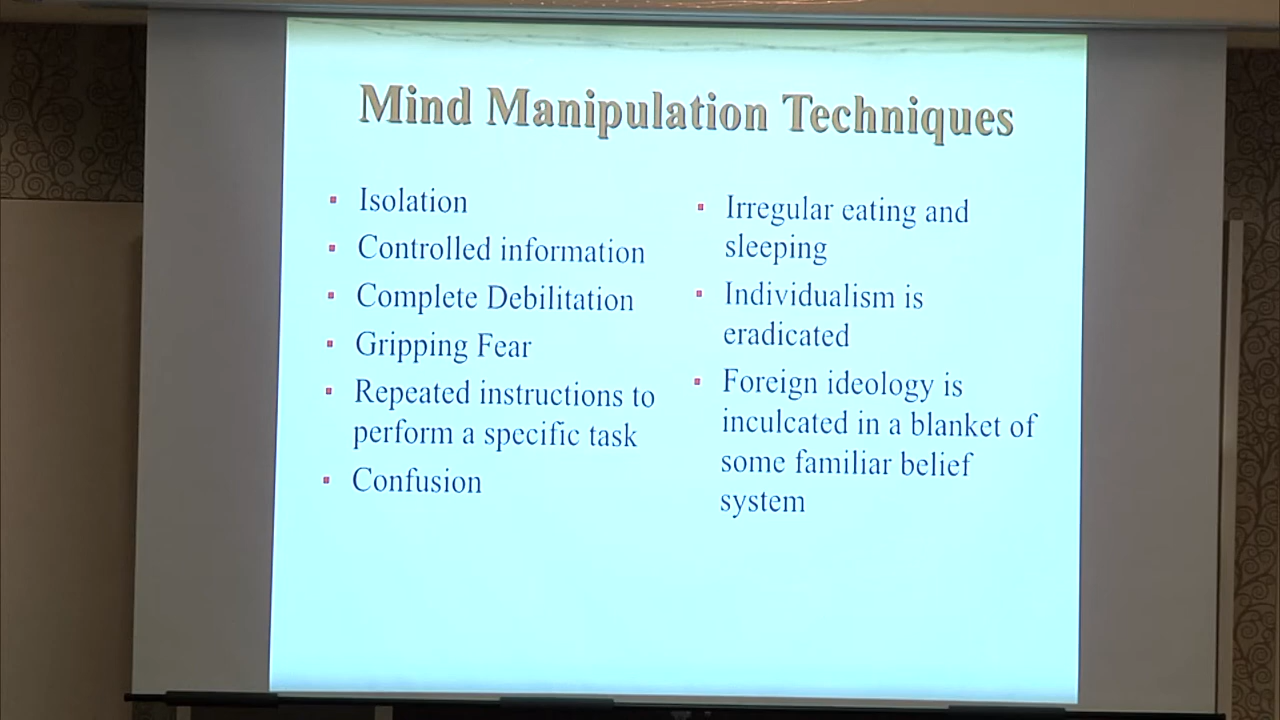 Mind Manipulation Techniques
Isolation
Controlled information
Complete Debilitation
Gripping Fear
Repeated instructions to
perform a specific task
Confusion
Irregular eating and
sleeping
Individualism is
eradicated
Foreign ideology is
inculcated in a blanket of
some familiar belief
system